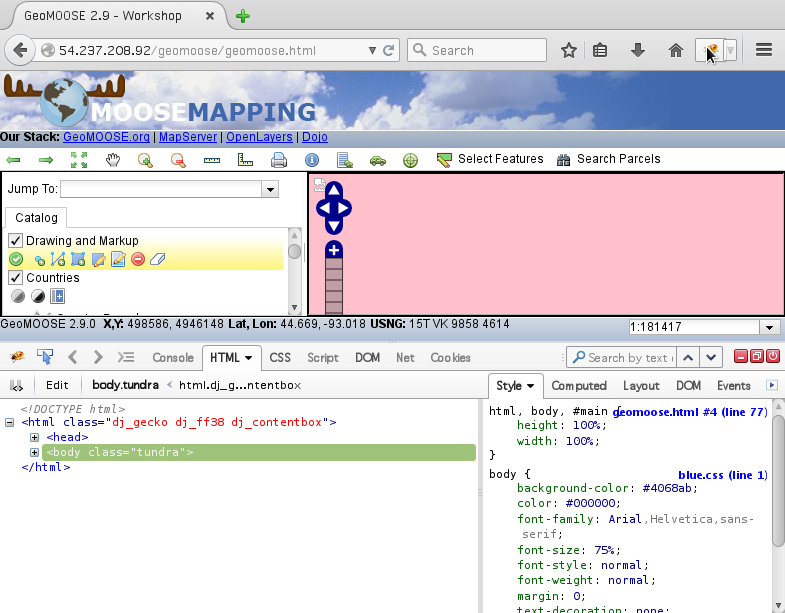 GeoMOOSE 2.9 - Workshop
54.237.208.92/geomoose/geomoose.html
Search
MOOSEMAPPING
Our Stack: GeoMOOSE.org | MapServer | OpenLayers | Dojo
Select Features
Search Parcels
Jump To:
Catalog
Drawing and Markup
Countries
GeoMOOSE 2.9.0 X,Y: 498586, 4946148 Lat, Lon: 44.669, -93.018 USNG: 15T VK 9858 4614
1:181417
Console HTML CSS Script DOM Net Cookies
Search by text
Edit body.tundra < html.dj_g...ntentbox
<!DOCTYPE html>
<html class="dj_gecko dj_ff38 dj_contentbox">
<head>
<body class="tundra">
</html>
Style Computed Layout DOM Events
html, body, #main { geomoose.html #4 (line 77)
height: 100%;
width: 100%;
}
body { blue.css (line 1)
background-color: #4068ab;
color: #000000;
font-family: Arial,Helvetica,sans-
serif;
font-size: 75%;
font-style: normal;
font-weight: normal;
margin: 0;
text-decoration: none;